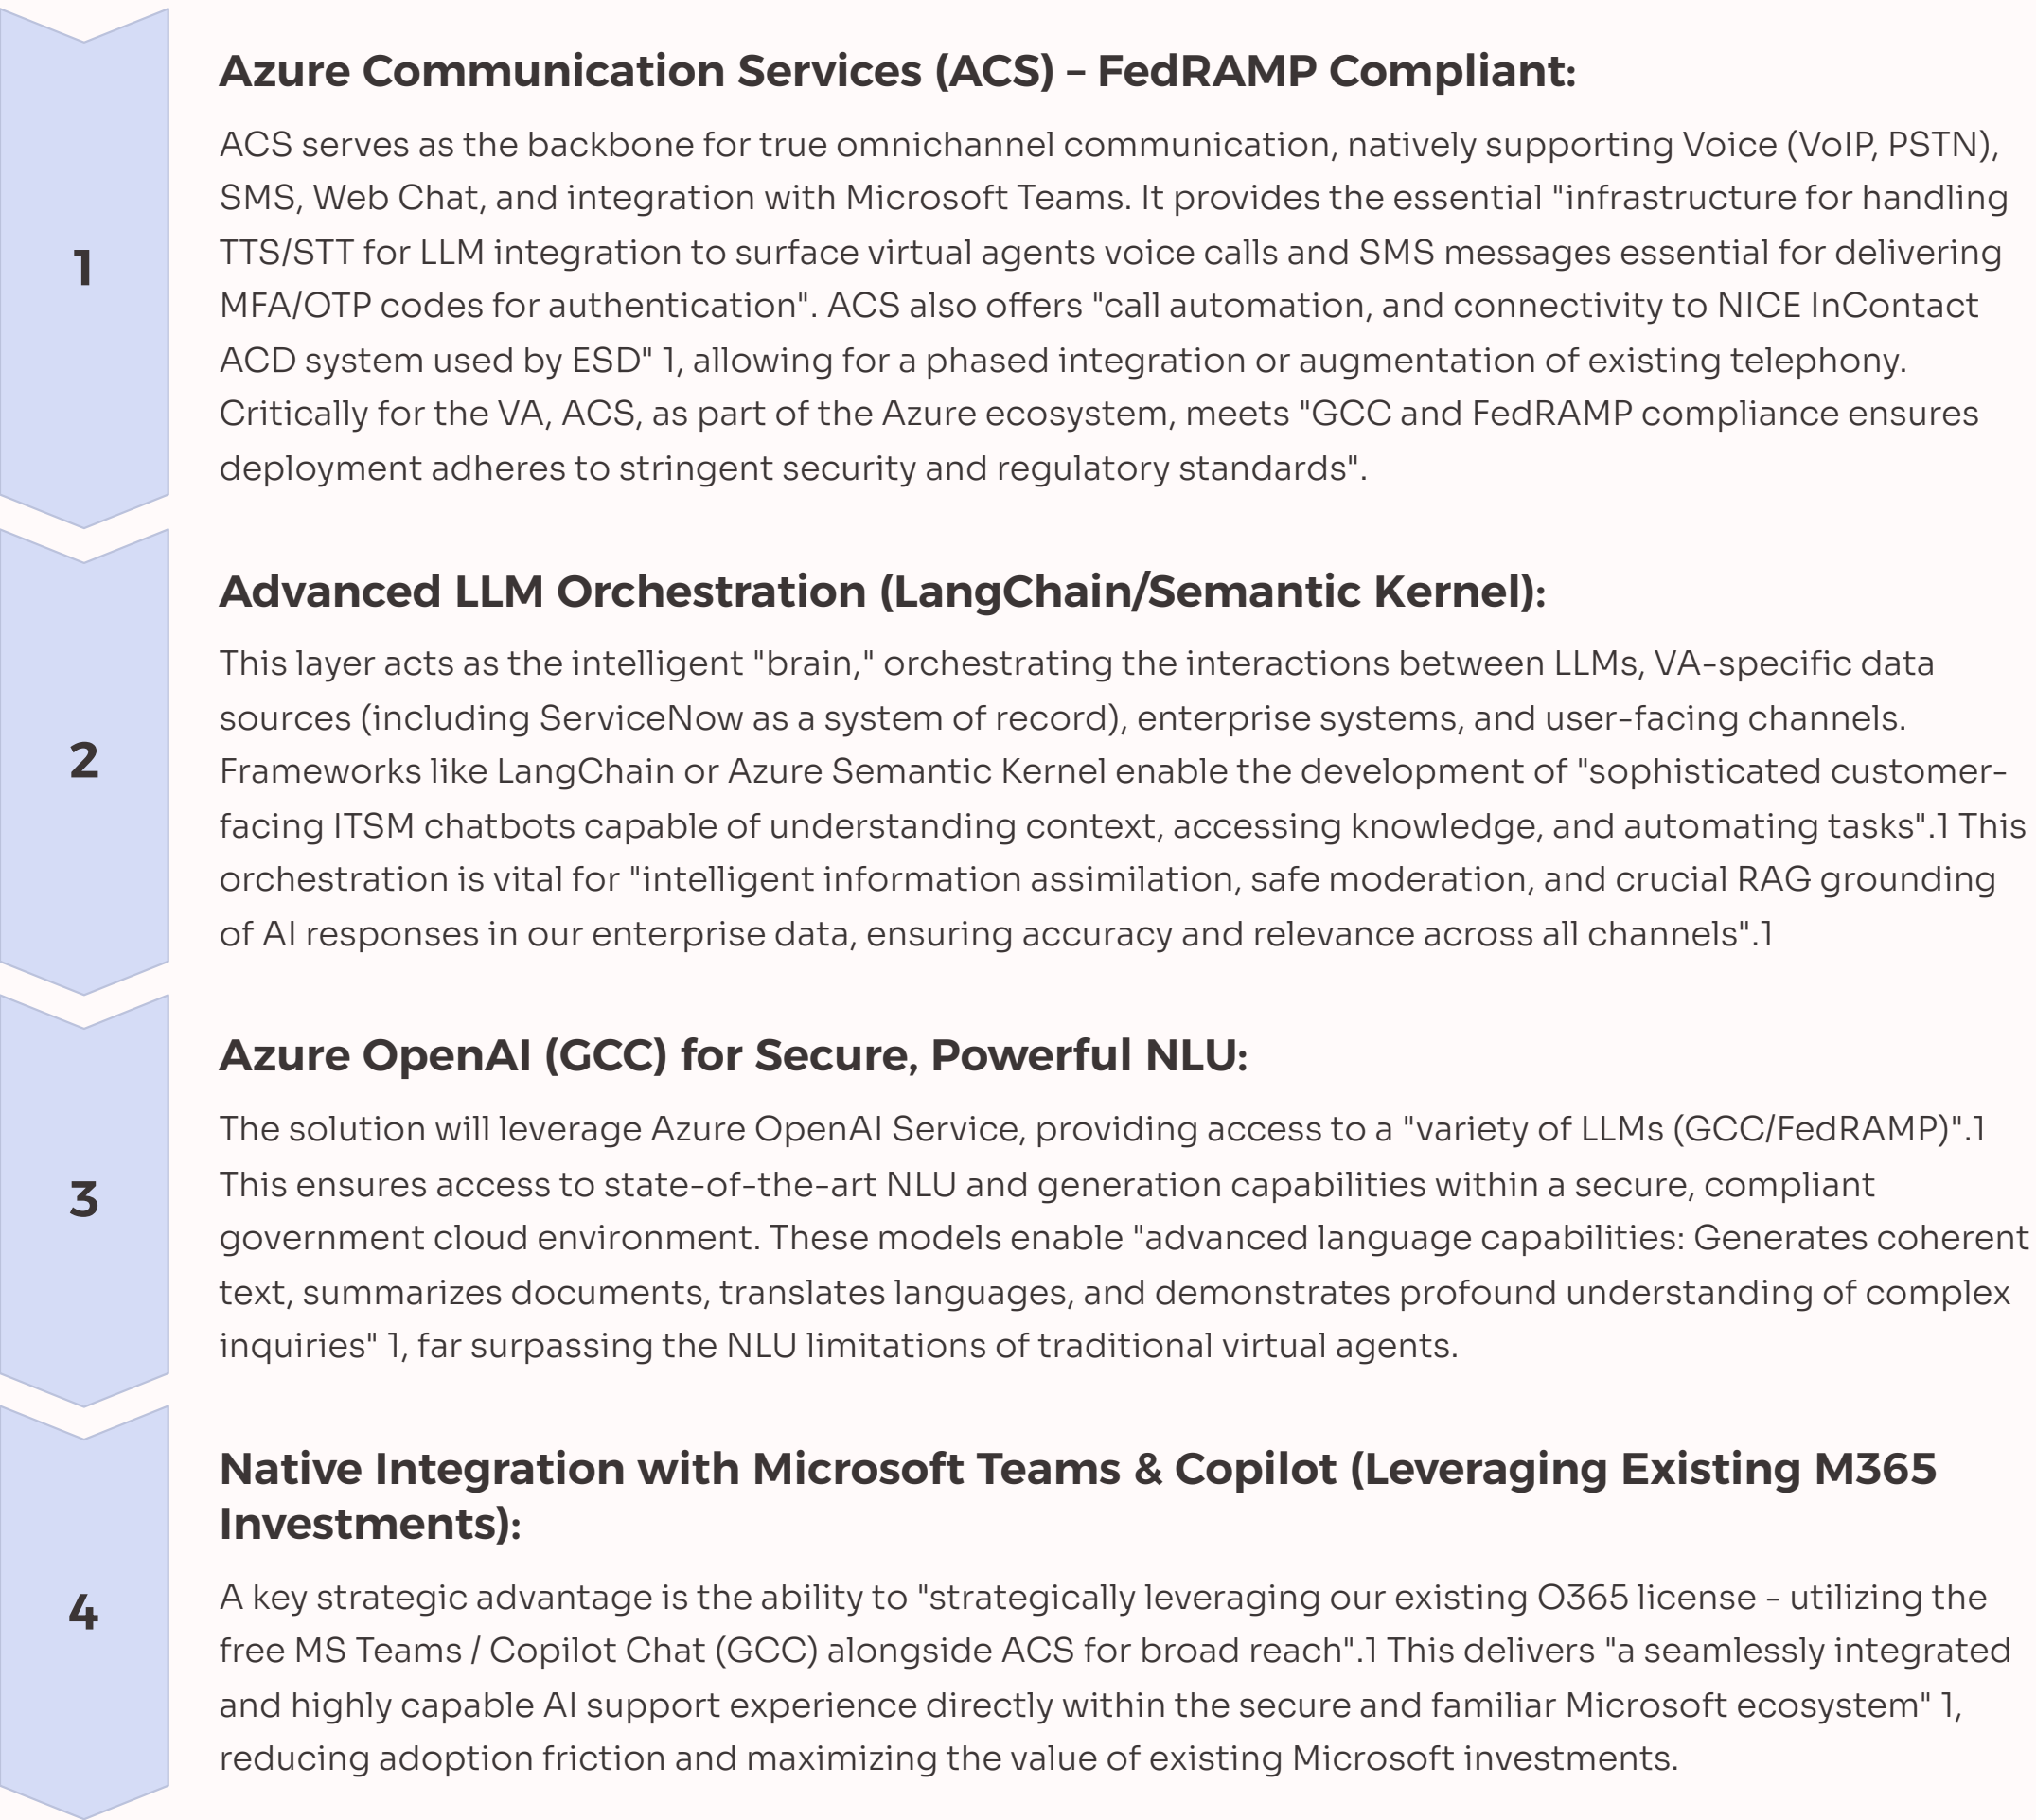 Azure Communication Services (ACS) – FedRAMP Compliant:
ACS serves as the backbone for true omnichannel communication, natively supporting Voice (VoIP, PSTN),
SMS, Web Chat, and integration with Microsoft Teams. It provides the essential "infrastructure for handling
TTS/STT for LLM integration to surface virtual agents voice calls and SMS messages essential for delivering
1
MFA/OTP codes for authentication". ACS also offers "call automation, and connectivity to NICE InContact
ACD system used by ESD" 1, allowing for a phased integration or augmentation of existing telephony.
Critically for the VA, ACS, as part of the Azure ecosystem, meets "GCC and FedRAMP compliance ensures
deployment adheres to stringent security and regulatory standards".
Advanced LLM Orchestration (LangChain/Semantic Kernel):
This layer acts as the intelligent "brain," orchestrating the interactions between LLMs, VA-specific data
sources (including ServiceNow as a system of record), enterprise systems, and user-facing channels.
2
Frameworks like LangChain or Azure Semantic Kernel enable the development of "sophisticated customer-
facing ITSM chatbots capable of understanding context, accessing knowledge, and automating tasks".1 This
orchestration is vital for "intelligent information assimilation, safe moderation, and crucial RAG grounding
of AI responses in our enterprise data, ensuring accuracy and relevance across all channels".1
Azure OpenAI (GCC) for Secure, Powerful NLU:
The solution will leverage Azure OpenAI Service, providing access to a "variety of LLMs (GCC/FedRAMP)".1
This ensures access to state-of-the-art NLU and generation capabilities within a secure, compliant
3
government cloud environment. These models enable "advanced language capabilities: Generates coherent
text, summarizes documents, translates languages, and demonstrates profound understanding of complex
inquiries" 1, far surpassing the NLU limitations of traditional virtual agents.
Native Integration with Microsoft Teams & Copilot (Leveraging Existing M365
Investments):
A key strategic advantage is the ability to "strategically leveraging our existing O365 license - utilizing the
4
free MS Teams / Copilot Chat (GCC) alongside ACS for broad reach".1 This delivers "a seamlessly integrated
and highly capable AI support experience directly within the secure and familiar Microsoft ecosystem" 1,
reducing adoption friction and maximizing the value of existing Microsoft investments.